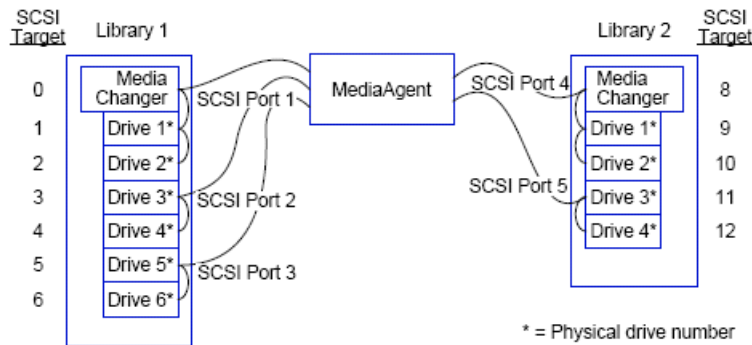 SCSI Target Library 1 Library 2 SCSI Target
0 Media Changer SCSI Port 1 MediaAgent SCSI Port 4 Media Changer 8
1 Drive 1* Drive 1* 9
2 Drive 2* Drive 2* 10
3 Drive 3* SCSI Port 2 SCSI Port 5 Drive 3* 11
4 Drive 4* Drive 4* 12
5 Drive 5* SCSI Port 3
6 Drive 6*
* = Physical drive number